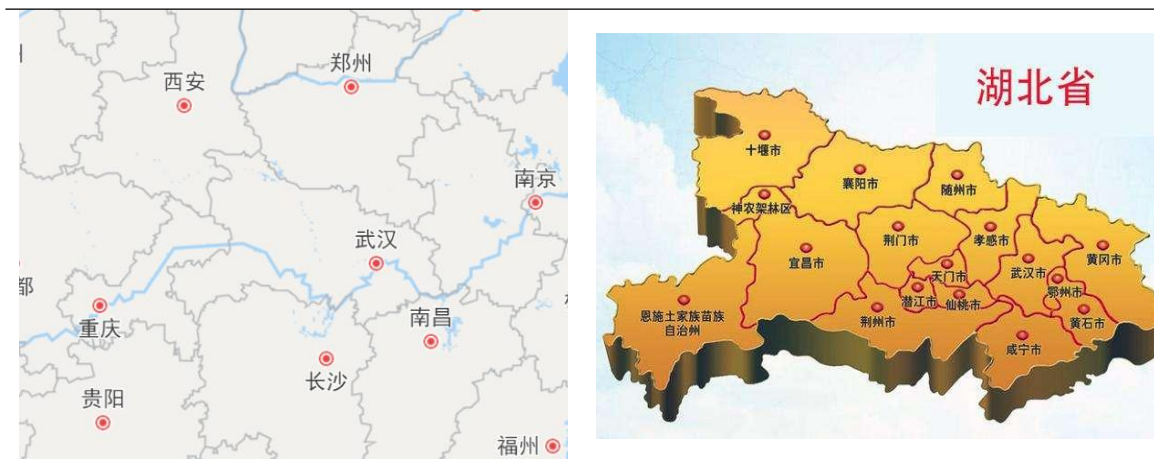 郑州
西安
南京
武汉
都
重庆
南昌
长沙
贵阳
福州
湖北省
十堰市
襄阳市
随州市
神农架林区
荆门市
孝感市
宜昌市
天门市
武汉市
黄冈市
鄂州市
恩施土家族苗族
自治州
荆州市
潜江市
仙桃市
黄石市
咸宁市